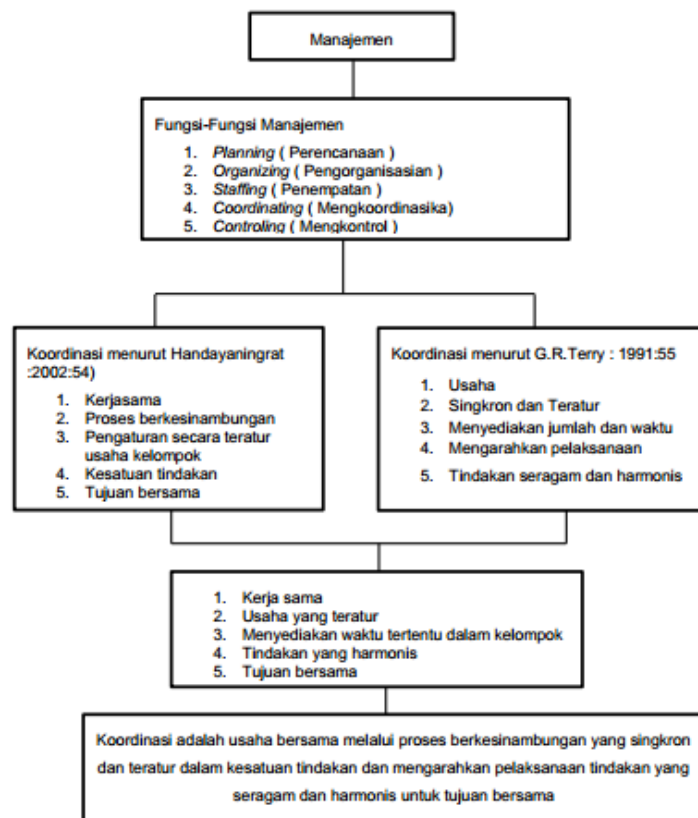 Manajemen
Fungsi-Fungsi Manajemen
1. Planning ( Perencanaan )
2. Organizing ( Pengorganisasian )
3. Staffing ( Penempatan )
4. Coordinating ( Mengkoordinasika)
5. Controling ( Mengkontrol )
Koordinasi menurut Handayaningrat
:2002:54)
1. Kerjasama
2. Proses berkesinambungan
3. Pengaturan secara teratur
usaha kelompok
4. Kesatuan tindakan
5. Tujuan bersama
Koordinasi menurut G.R.Terry : 1991:55
1. Usaha
2. Singkron dan Teratur
3. Menyediakan jumlah dan waktu
4. Mengarahkan pelaksanaan
5. Tindakan seragam dan harmonis
1. Kerja sama
2. Usaha yang teratur
3. Menyediakan waktu tertentu dalam kelompok
4. Tindakan yang harmonis
5. Tujuan bersama
Koordinasi adalah usaha bersama melalui proses berkesinambungan yang singkron
dan teratur dalam kesatuan tindakan dan mengarahkan pelaksanaan tindakan yang
seragam dan harmonis untuk tujuan bersama